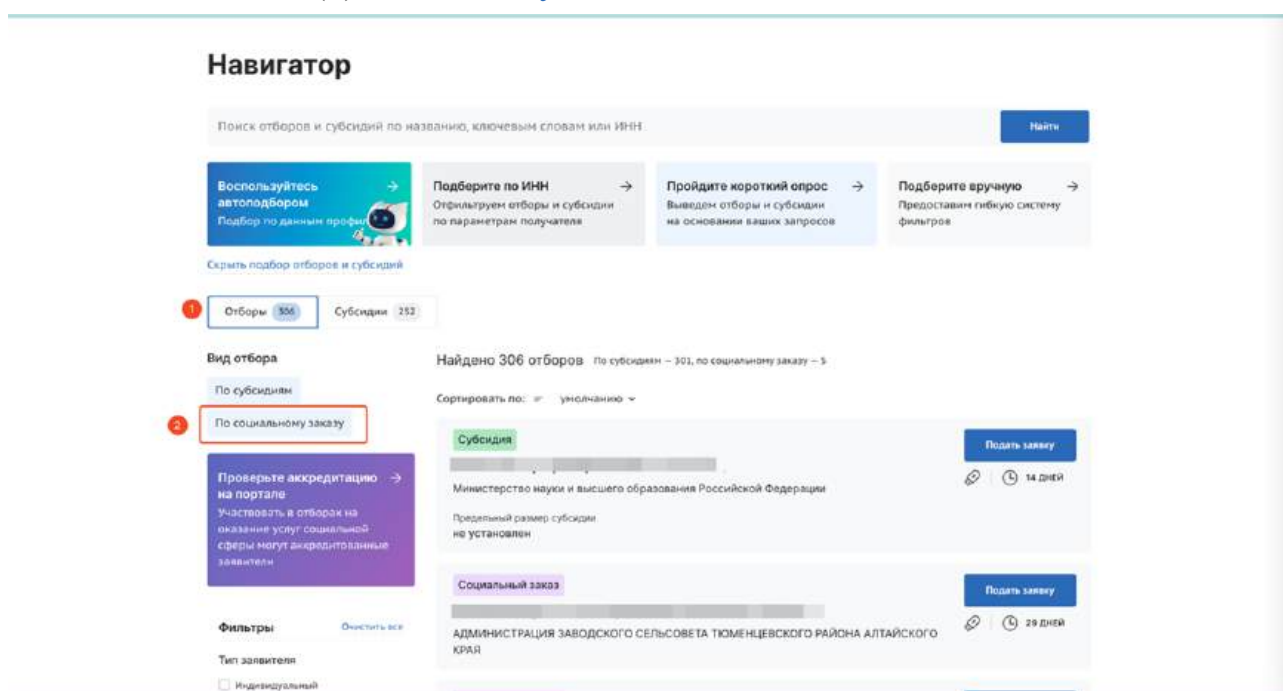 Навигатор
Поиск отборов и субсидий по названию, ключевым словам или ИНН
Найти
Воспользуйтесь
автоподбором
Подбор по данным
Подберите по ИНН
Отфильтруем отборы и субсидии
по параметрам получателя
Пройдите короткий опрос
Выведем отборы и субсидии
на основании ваших запросов
Подберите вручную
Предоставим гибкую систему
фильтров
Скрыть подбор отборов и субсидий
1
Отборы 306
Субсидии 252
Вид отбора
По субсидиям
2
По социальному заказу
Проверьте аккредитацию
на портале
Участвовать в отборах на
оказание услуг социальной
сферы могут аккредитованные
заявители
Фильтры
Очистить все
Тип заявителя
Индивидуальный
Найдено 306 отборов По субсидиям – 301, по социальному заказу – 5
Сортировать по: умолчанию
Субсидия
Министерство науки и высшего образования Российской Федерации
Предельный размер субсидии
не установлен
Подать заявку
14 ДНЕЙ
Социальный заказ
АДМИНИСТРАЦИЯ ЗАВОДСКОГО СЕЛЬСОВЕТА ТЮМЕНЦЕВСКОГО РАЙОНА АЛТАЙСКОГО
КРАЯ
Подать заявку
29 ДНЕЙ